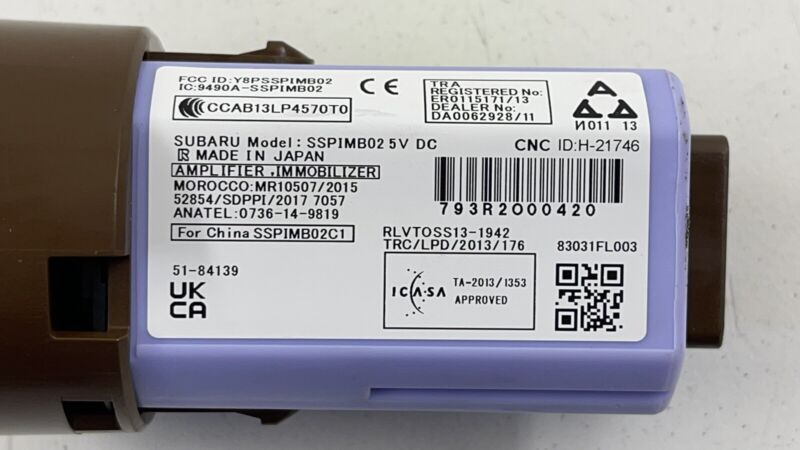 FCC ID:Y8PSSPIMB02
IC:9490A-SSPIMB02
CE
CCAB13LP4570T0
TRA
REGISTERED No:
ER0115171/13
DEALER No:
DA0062928/11
И011 13
SUBARU Model: SSPIMB02 5V DC
CNC ID:H-21746
R MADE IN JAPAN
AMPLIFIER ,IMMOBILIZER
MOROCCO:MR10507/2015
52854/SDPPI/2017 7057
ANATEL:0736-14-9819
793R2000420
For China SSPIMB02C1
RLVTOSS13-1942
TRC/LPD/2013/176
83031FL003
51-84139
UK
CA
ICASA
TA-2013/1353
APPROVED